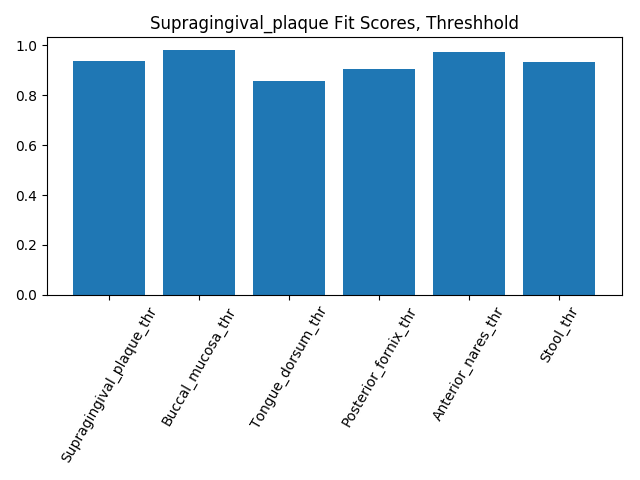 Supragingival_plaque Fit Scores, Threshhold
1.0
0.8
0.6
0.4
0.2
0.0
Supragingival_plaque_thr
Buccal_mucosa_thr
Tongue_dorsum_thr
Posterior_fornix_thr
Anterior_nares_thr
Stool_thr